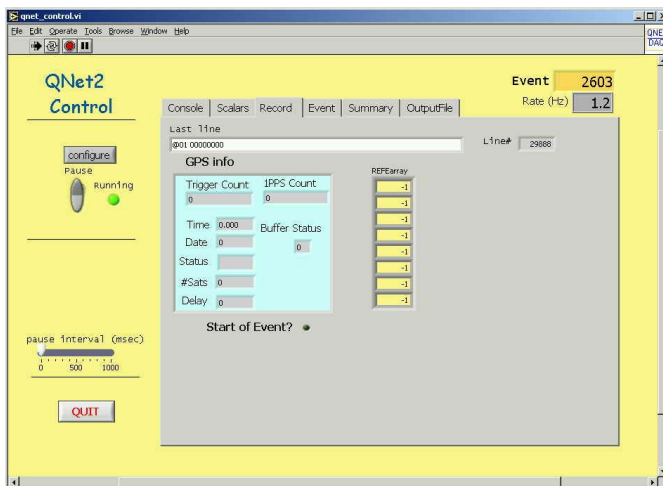 qnet_control.vi
File Edit Operate Tools Browse Window Help
QNE
DAQ
QNet2
Control
Event 2603
Rate (Hz) 1.2
Console Scalars Record Event Summary OutputFile
Last line
Line# 29888
@01 00000000
configure
GPS info
Pause
Running
REFEarray
Trigger Count 1PPS Count
0 0
-1
-1
-1
-1
-1
-1
-1
-1
Time 0.000 Buffer Status
Date 0
0
Status
#Sats 0
Delay 0
Start of Event?
pause interval (msec)
0 500 1000
QUIT